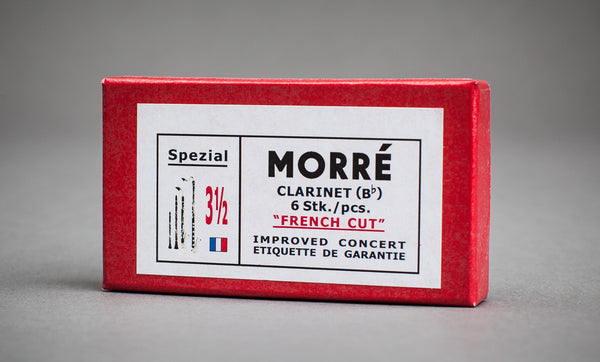 Spezial
3½
MORRÉ
CLARINET (B♭)
6 Stk./pcs.
"FRENCH CUT"
IMPROVED CONCERT
ETIQUETTE DE GARANTIE